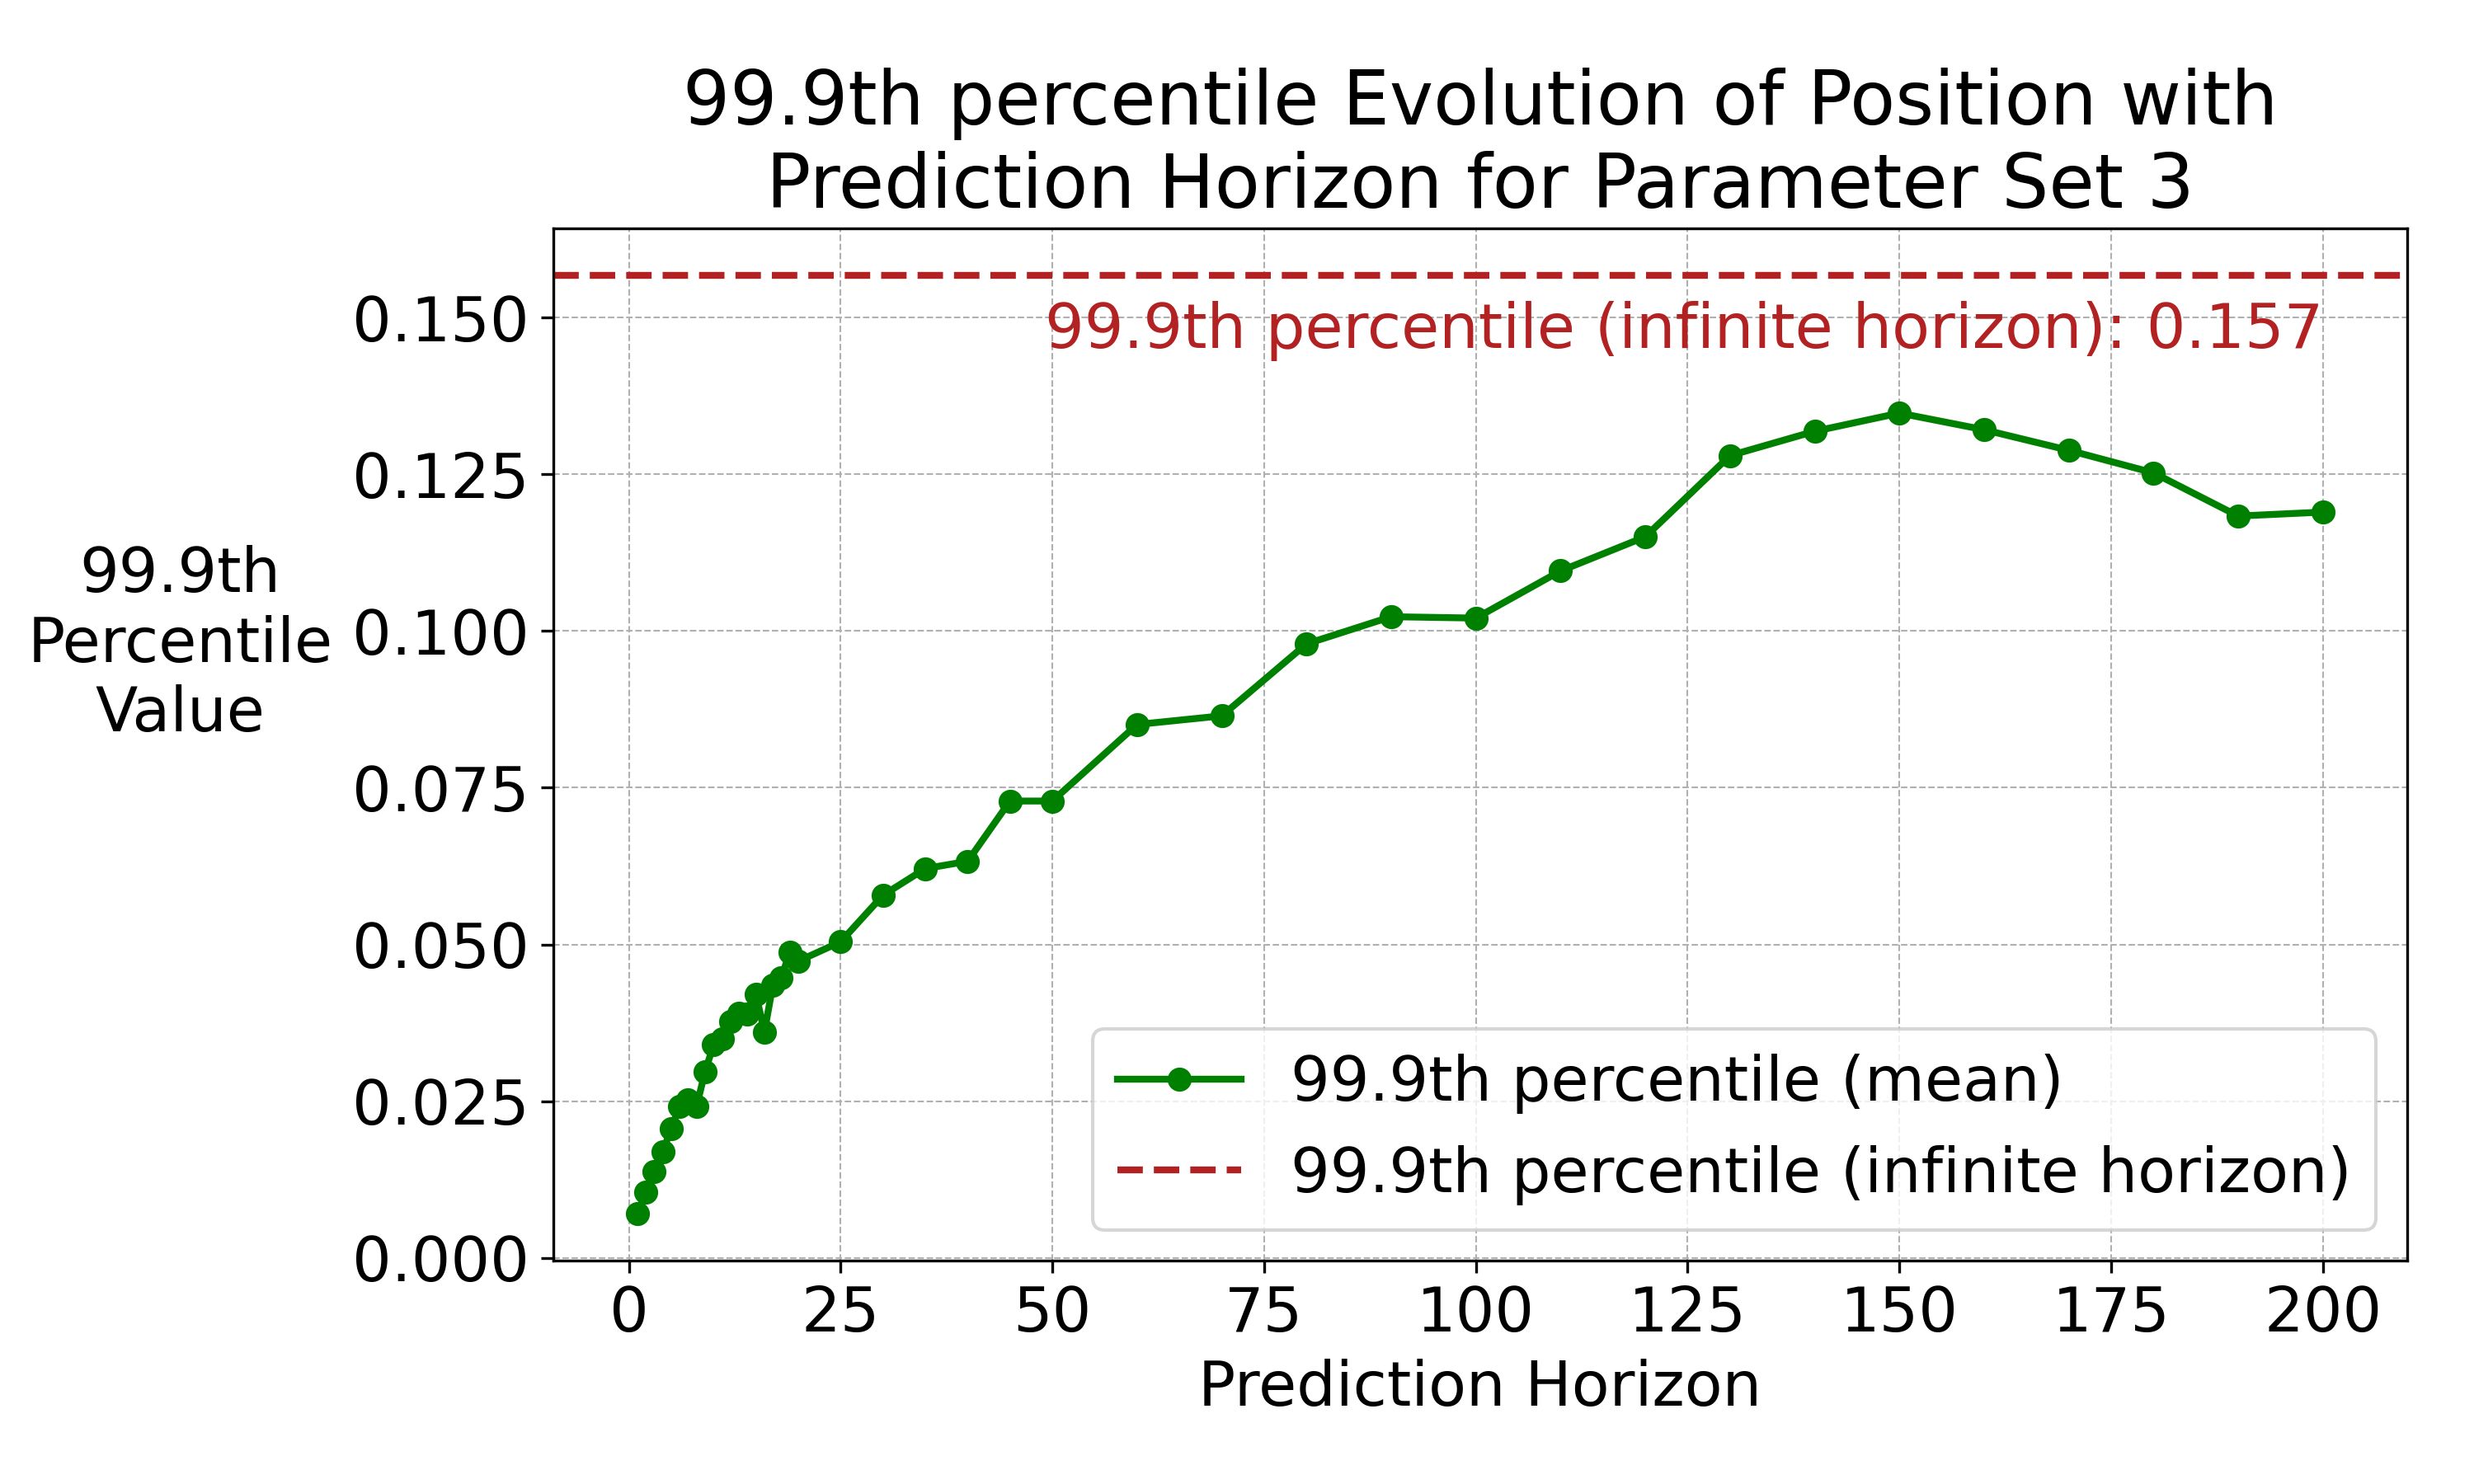 99.9th percentile Evolution of Position with
Prediction Horizon for Parameter Set 3
99.9th
Percentile
Value
0.150
0.125
0.100
0.075
0.050
0.025
0.000
99.9th percentile (infinite horizon): 0.157
99.9th percentile (mean)
99.9th percentile (infinite horizon)
0 25 50 75 100 125 150 175 200
Prediction Horizon